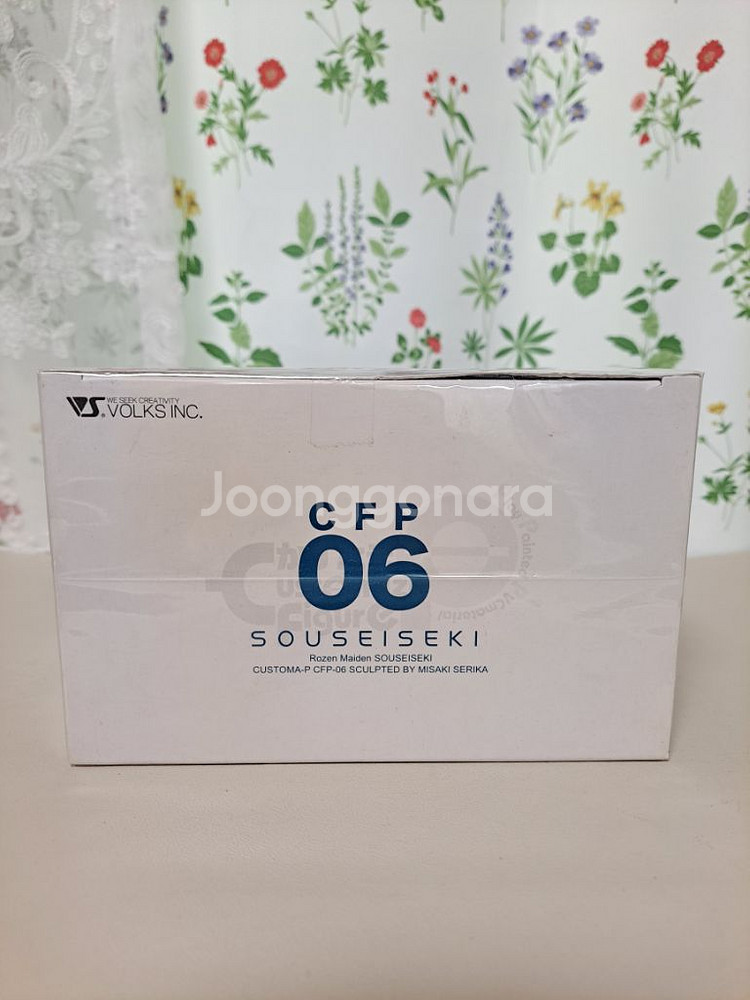 WE SEEK CREATIVITY
VS® VOLKS INC.
Joonggonara
CFP
06
SOUSEISEKI
Rozen Maiden SOUSEISEKI
CUSTOMA-P CFP-06 SCULPTED BY MISAKI SERIKA